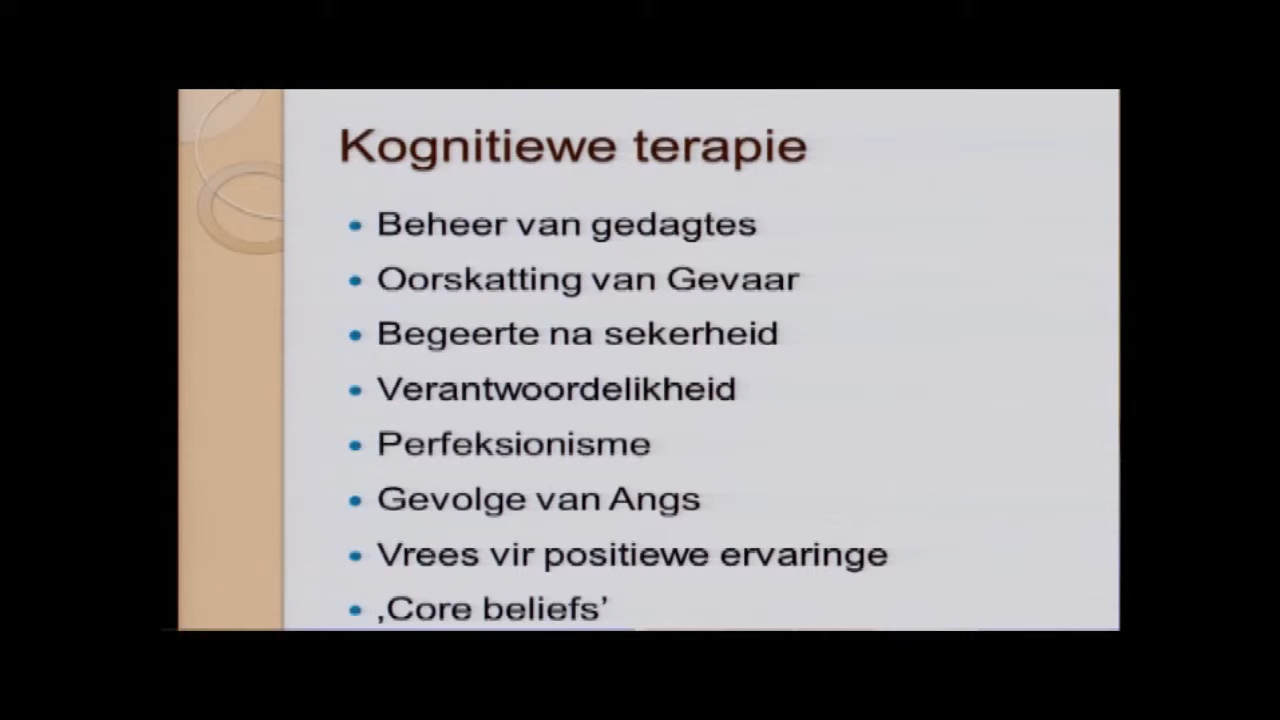 Kognitiewe terapie
• Beheer van gedagtes
• Oorskatting van Gevaar
• Begeerte na sekerheid
• Verantwoordelikheid
• Perfeksionisme
• Gevolge van Angs
• Vrees vir positiewe ervaringe
• ‚Core beliefs’